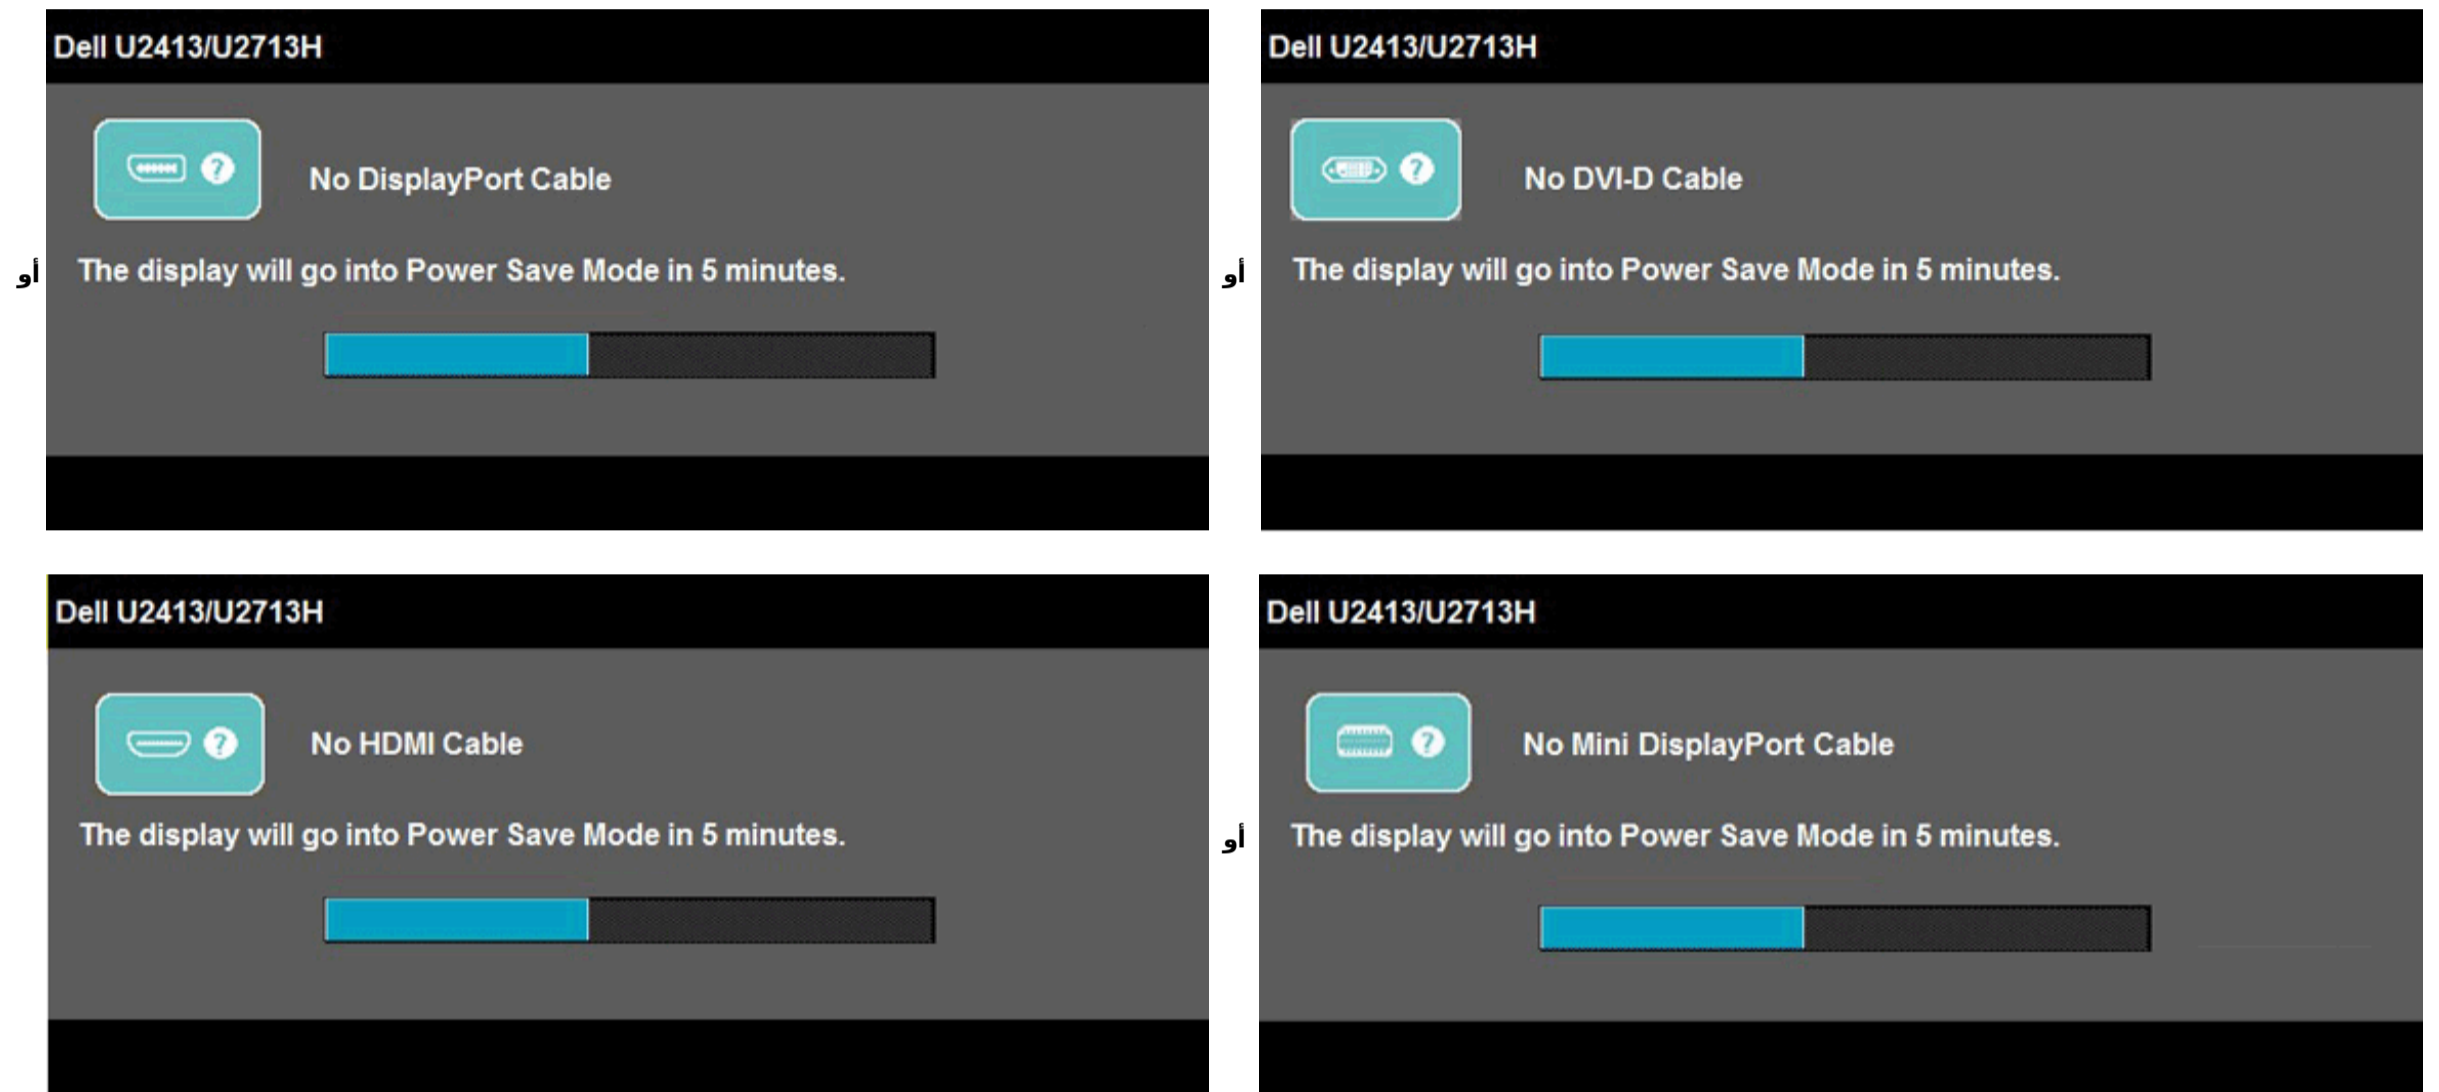 Dell U2413/U2713H
No DVI-D Cable
The display will go into Power Save Mode in 5 minutes.
أو
Dell U2413/U2713H
No DisplayPort Cable
The display will go into Power Save Mode in 5 minutes.
أو
Dell U2413/U2713H
No Mini DisplayPort Cable
The display will go into Power Save Mode in 5 minutes.
أو
Dell U2413/U2713H
No HDMI Cable
The display will go into Power Save Mode in 5 minutes.